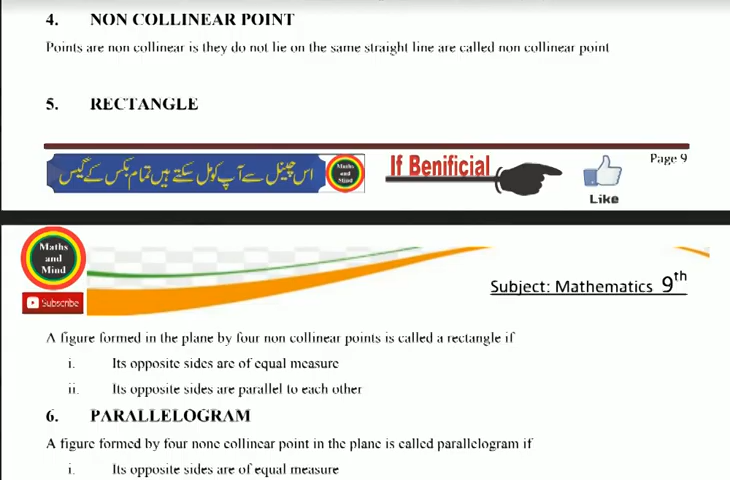 4. NON COLLINEAR POINT
Points are non collinear is they do not lie on the same straight line are called non collinear point
5. RECTANGLE
اس چینل سے آپ کو مل سکتے ہیں تمام بکس کے گیس
Maths
and
Mind
If Benificial
Like
Page 9
Maths
and
Mind
Subscribe
Subject: Mathematics 9th
A figure formed in the plane by four non collinear points is called a rectangle if
i. Its opposite sides are of equal measure
ii. Its opposite sides are parallel to each other
6. PARALLELOGRAM
A figure formed by four none collinear point in the plane is called parallelogram if
i. Its opposite sides are of equal measure